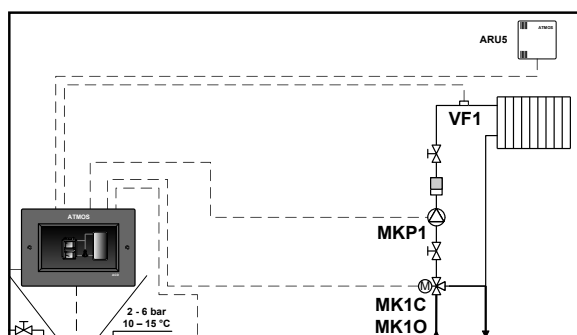 ARU5
ATMOS
VF1
ATMOS
MKP1
M
MK1C
MK1O
2 - 6 bar
10 – 15 °C